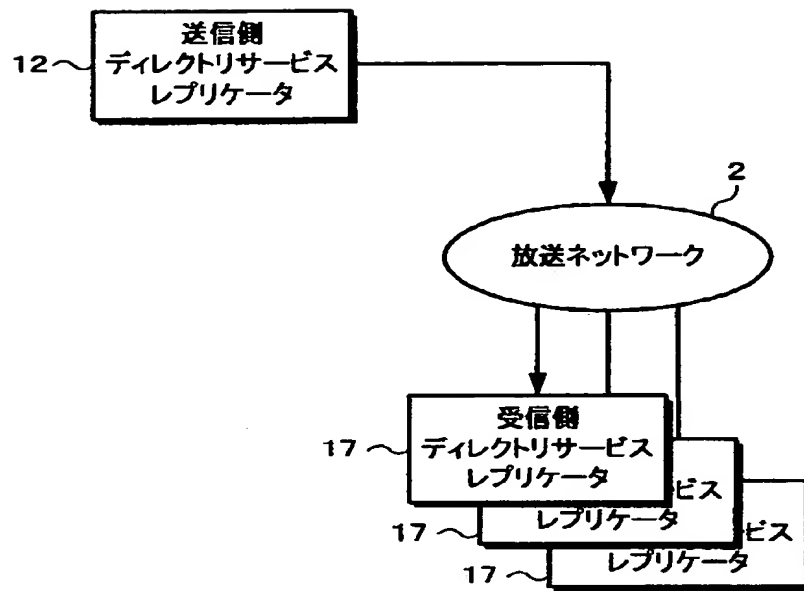 送信側
12
ディレクトリサービス
レプリケータ
2
放送ネットワーク
受信側
17
ディレクトリサービス
レプリケータ
ビス
17
レプリケータ
ビス
17
レプリケータ